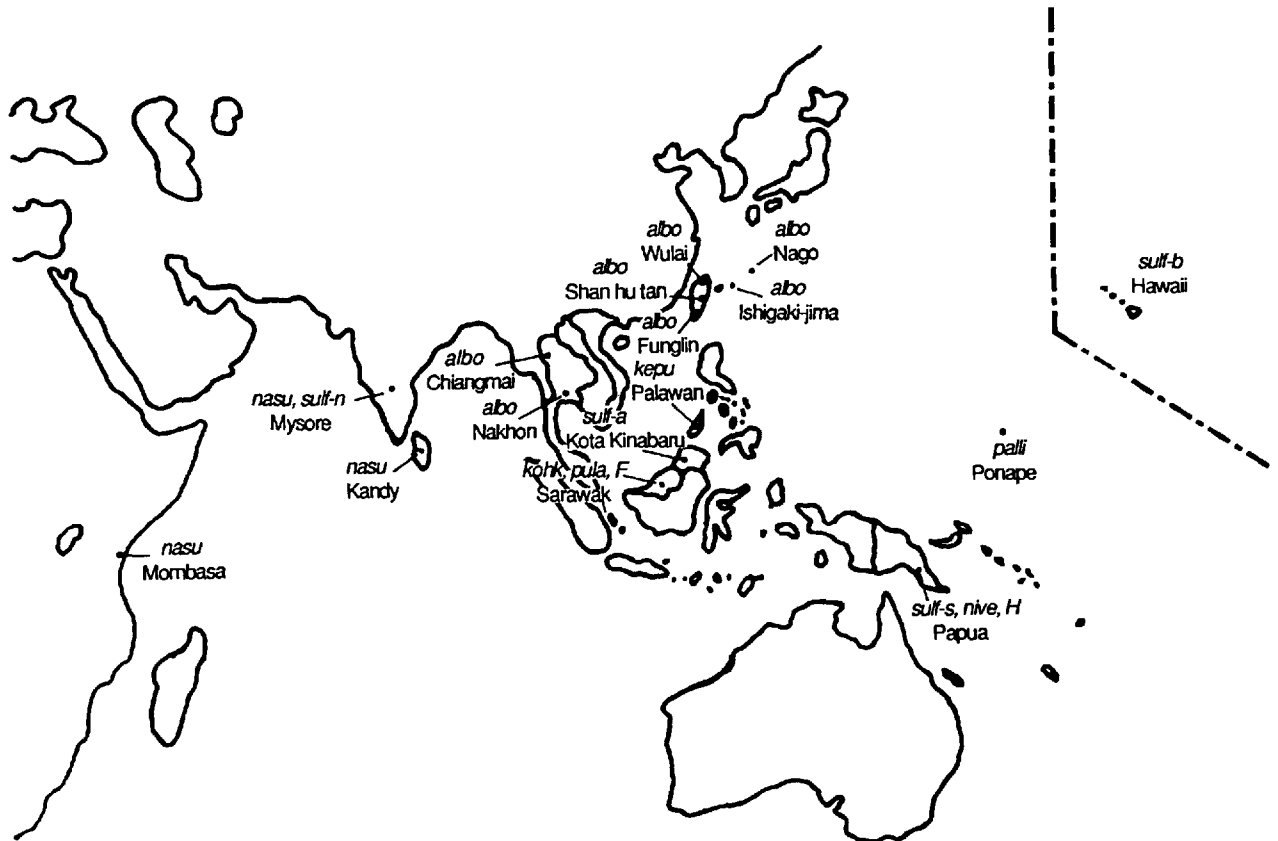 albo
Wulai
albo
Nago
albo
Shan hu tan
albo
Ishigaki-jima
sulf-b
Hawaii
albo
Funglin
albo
Chiangmai
kepu
Palawan
nasu, sulf-n
Mysore
albo
Nakhon
sulf-a
Kota Kinabaru
nasu
Kandy
kohk, pula, F
Sarawak
palli
Ponape
nasu
Mombasa
sulf-s, nive, H
Papua